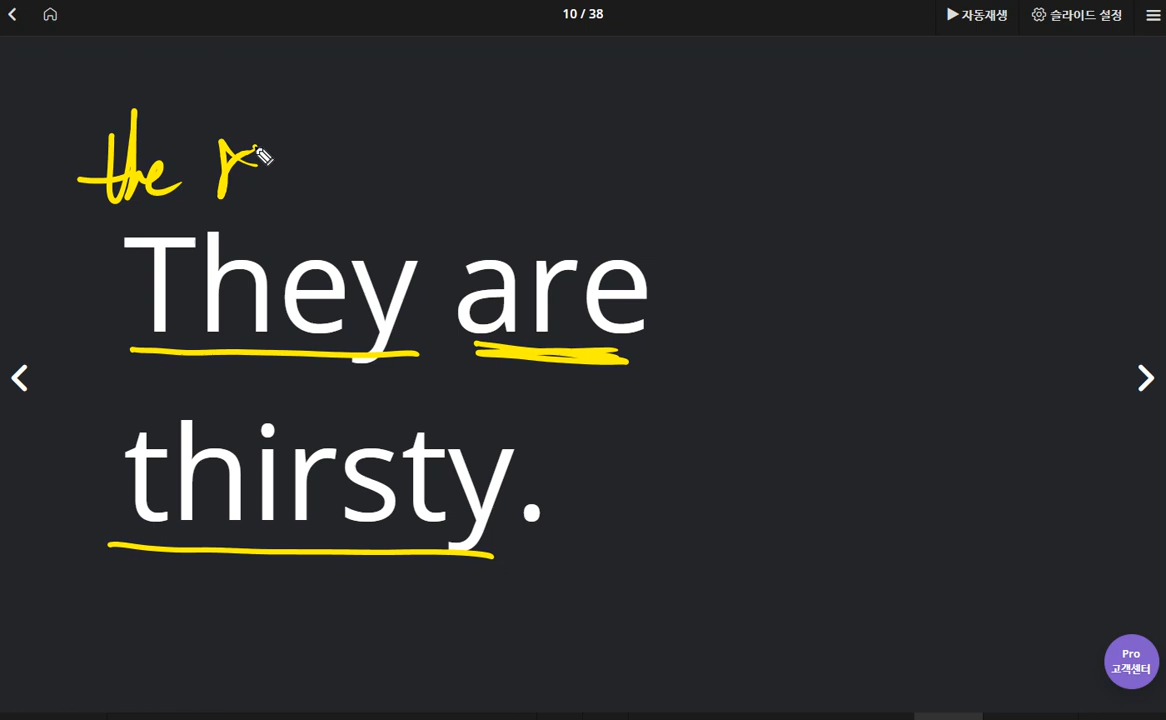 10 / 38
자동재생
슬라이드 설정
the r
They are
thirsty.
Pro
고객센터